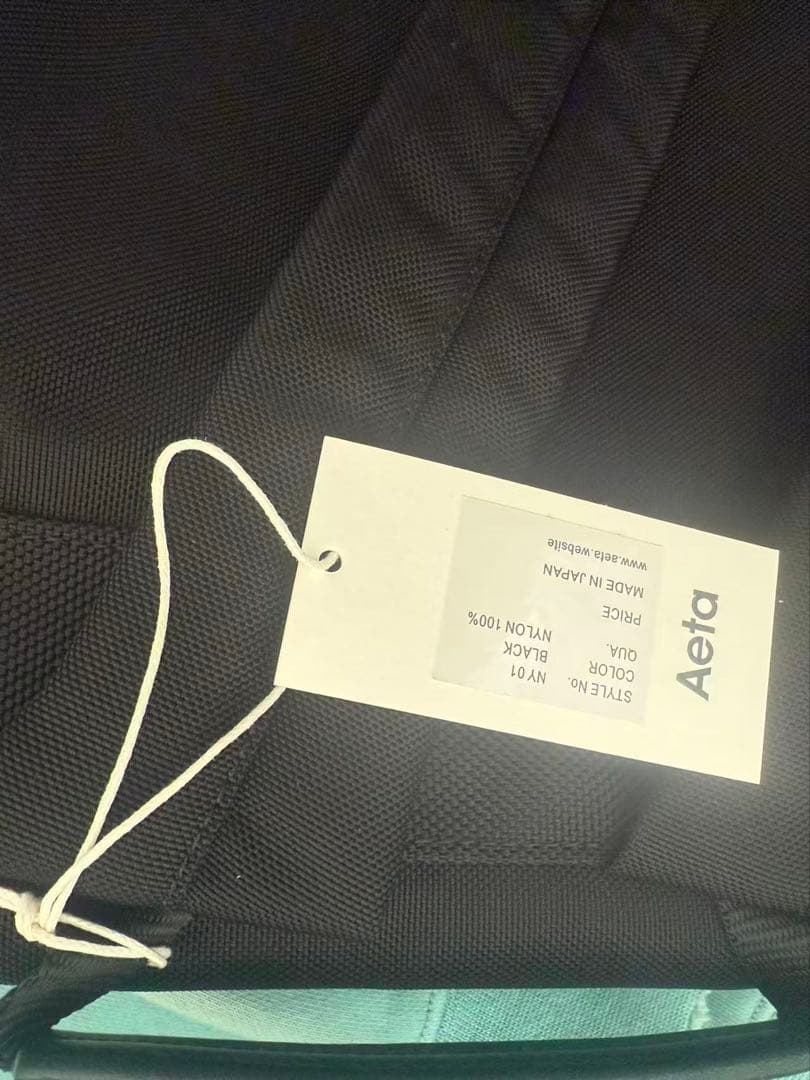 Aeta
STYLE No. NY 01
COLOR BLACK
QUA. NYLON 100%
PRICE
MADE IN JAPAN
www.aeta.website